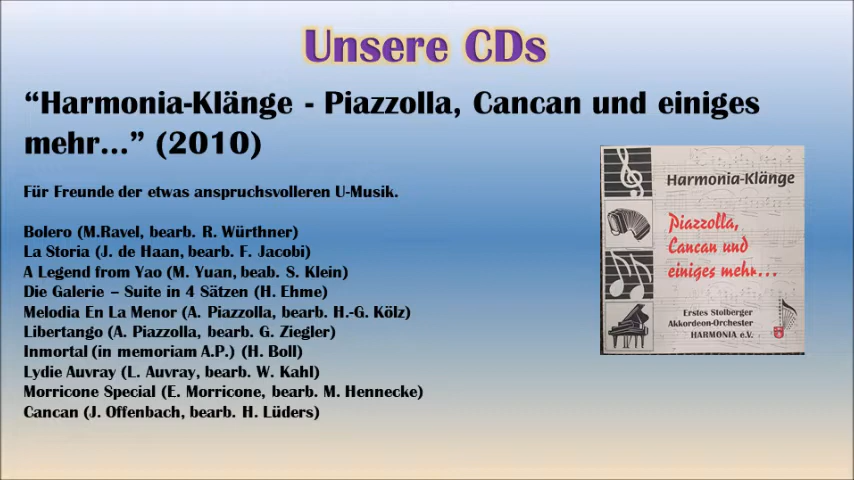 Unsere CDs
“Harmonia-Klänge - Piazzolla, Cancan und einiges
mehr...” (2010)
Für Freunde der etwas anspruchsvolleren U-Musik.
Bolero (M.Ravel, bearb. R. Würthner)
La Storia (J. de Haan, bearb. F. Jacobi)
A Legend from Yao (M. Yuan, beab. S. Klein)
Die Galerie – Suite in 4 Sätzen (H. Ehme)
Melodia En La Menor (A. Piazzolla, bearb. H.-G. Kölz)
Libertango (A. Piazzolla, bearb. G. Ziegler)
Inmortal (in memoriam A.P.) (H. Boll)
Lydie Auvray (L. Auvray, bearb. W. Kahl)
Morricone Special (E. Morricone, bearb. M. Hennecke)
Cancan (J. Offenbach, bearb. H. Lüders)
Harmonia-Klänge
Piazzolla,
Cancan und
einiges mehr...
Erstes Stolberger
Akkordeon-Orchester
HARMONIA e.V.